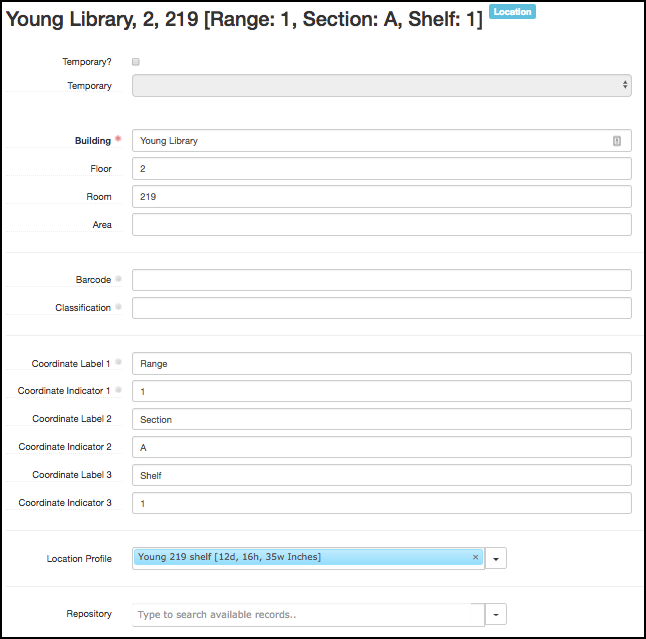 Young Library, 2, 219 [Range: 1, Section: A, Shelf: 1] Location
Temporary?
Temporary
Building Young Library
Floor 2
Room 219
Area
Barcode
Classification
Coordinate Label 1 Range
Coordinate Indicator 1 1
Coordinate Label 2 Section
Coordinate Indicator 2 A
Coordinate Label 3 Shelf
Coordinate Indicator 3 1
Location Profile Young 219 shelf [12d, 16h, 35w Inches] ×
Repository Type to search available records..